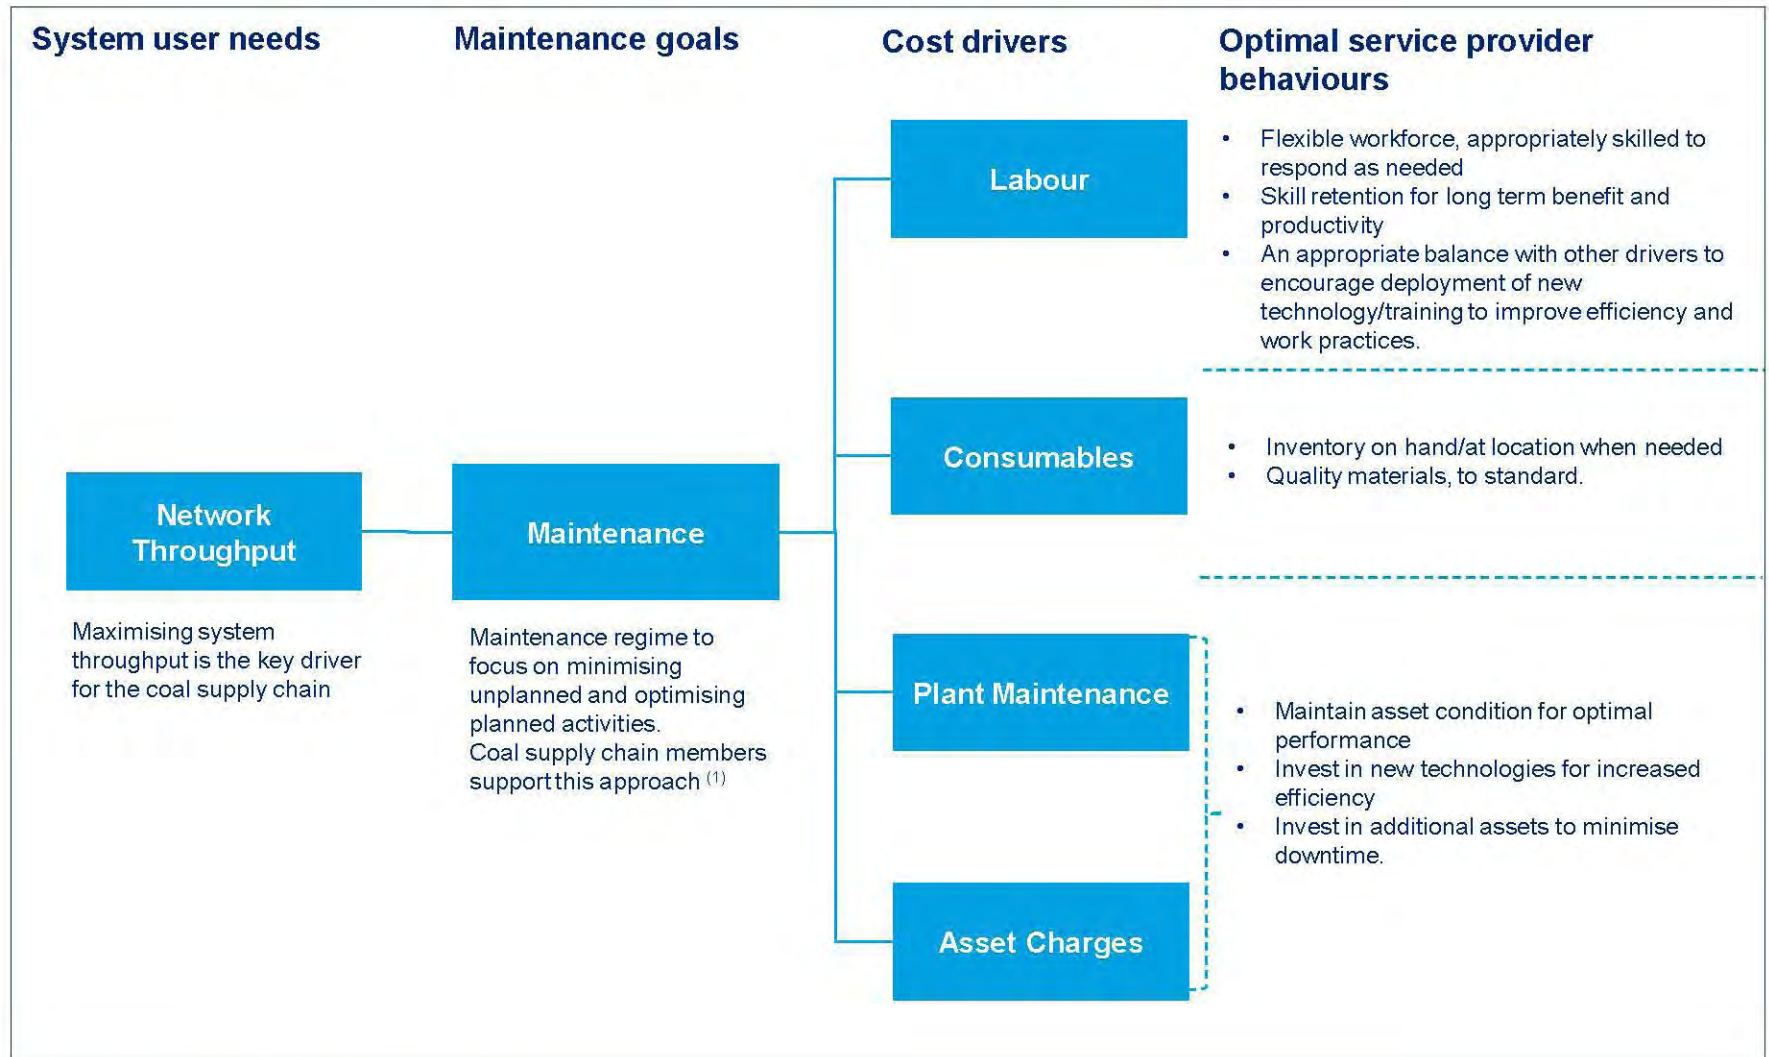 System user needs
Maintenance goals
Cost drivers
Optimal service provider
behaviours
Labour
• Flexible workforce, appropriately skilled to
respond as needed
• Skill retention for long term benefit and
productivity
• An appropriate balance with other drivers to
encourage deployment of new
technology/training to improve efficiency and
work practices.
Consumables
• Inventory on hand/at location when needed
• Quality materials, to standard.
Network
Throughput
Maximising system
throughput is the key driver
for the coal supply chain
Maintenance
Maintenance regime to
focus on minimising
unplanned and optimising
planned activities.
Coal supply chain members
support this approach (1)
Plant Maintenance
• Maintain asset condition for optimal
performance
• Invest in new technologies for increased
efficiency
• Invest in additional assets to minimise
downtime.
Asset Charges